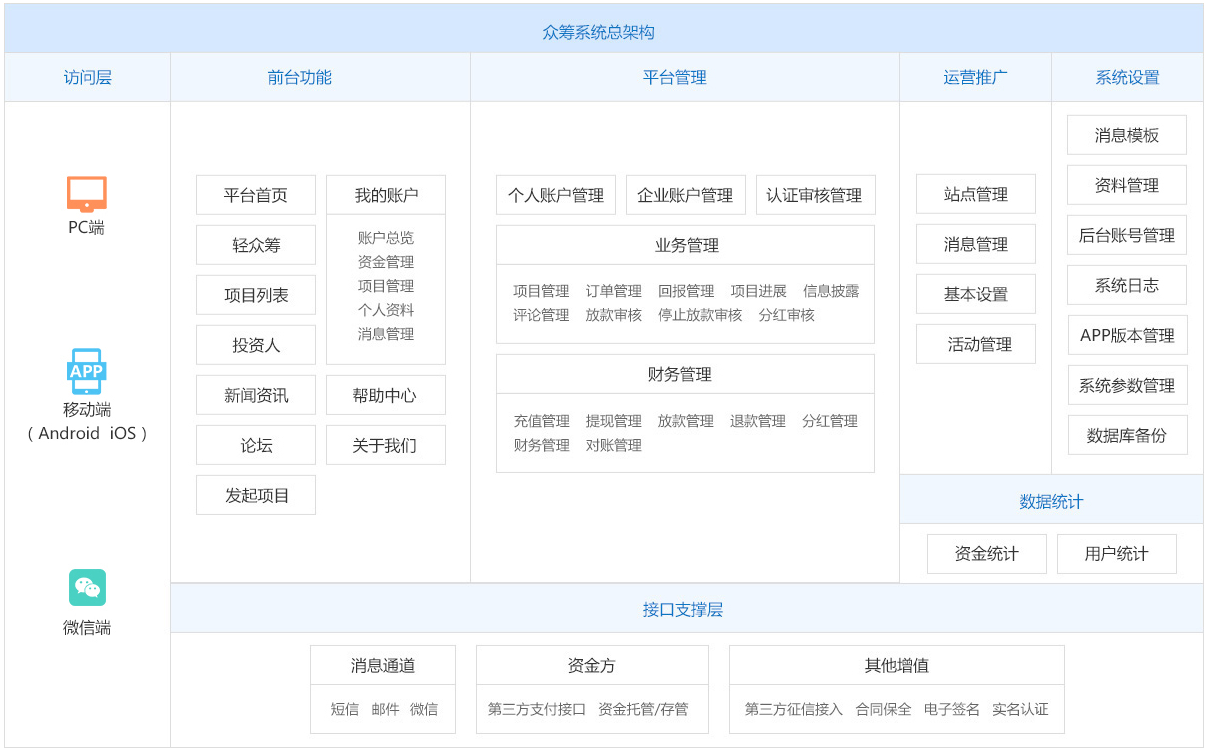 众筹系统总架构
访问层
前台功能
平台管理
运营推广
系统设置
PC端
APP
移动端
( Android iOS )
微信端
平台首页
轻众筹
项目列表
投资人
新闻资讯
论坛
发起项目
我的账户
账户总览
资金管理
项目管理
个人资料
消息管理
帮助中心
关于我们
个人账户管理
企业账户管理
认证审核管理
业务管理
项目管理 订单管理 回报管理 项目进展 信息披露
评论管理 放款审核 停止放款审核 分红审核
财务管理
充值管理 提现管理 放款管理 退款管理 分红管理
财务管理 对账管理
站点管理
消息管理
基本设置
活动管理
消息模板
资料管理
后台账号管理
系统日志
APP版本管理
系统参数管理
数据库备份
数据统计
资金统计
用户统计
接口支撑层
消息通道
短信 邮件 微信
资金方
第三方支付接口 资金托管/存管
其他增值
第三方征信接入 合同保全 电子签名 实名认证